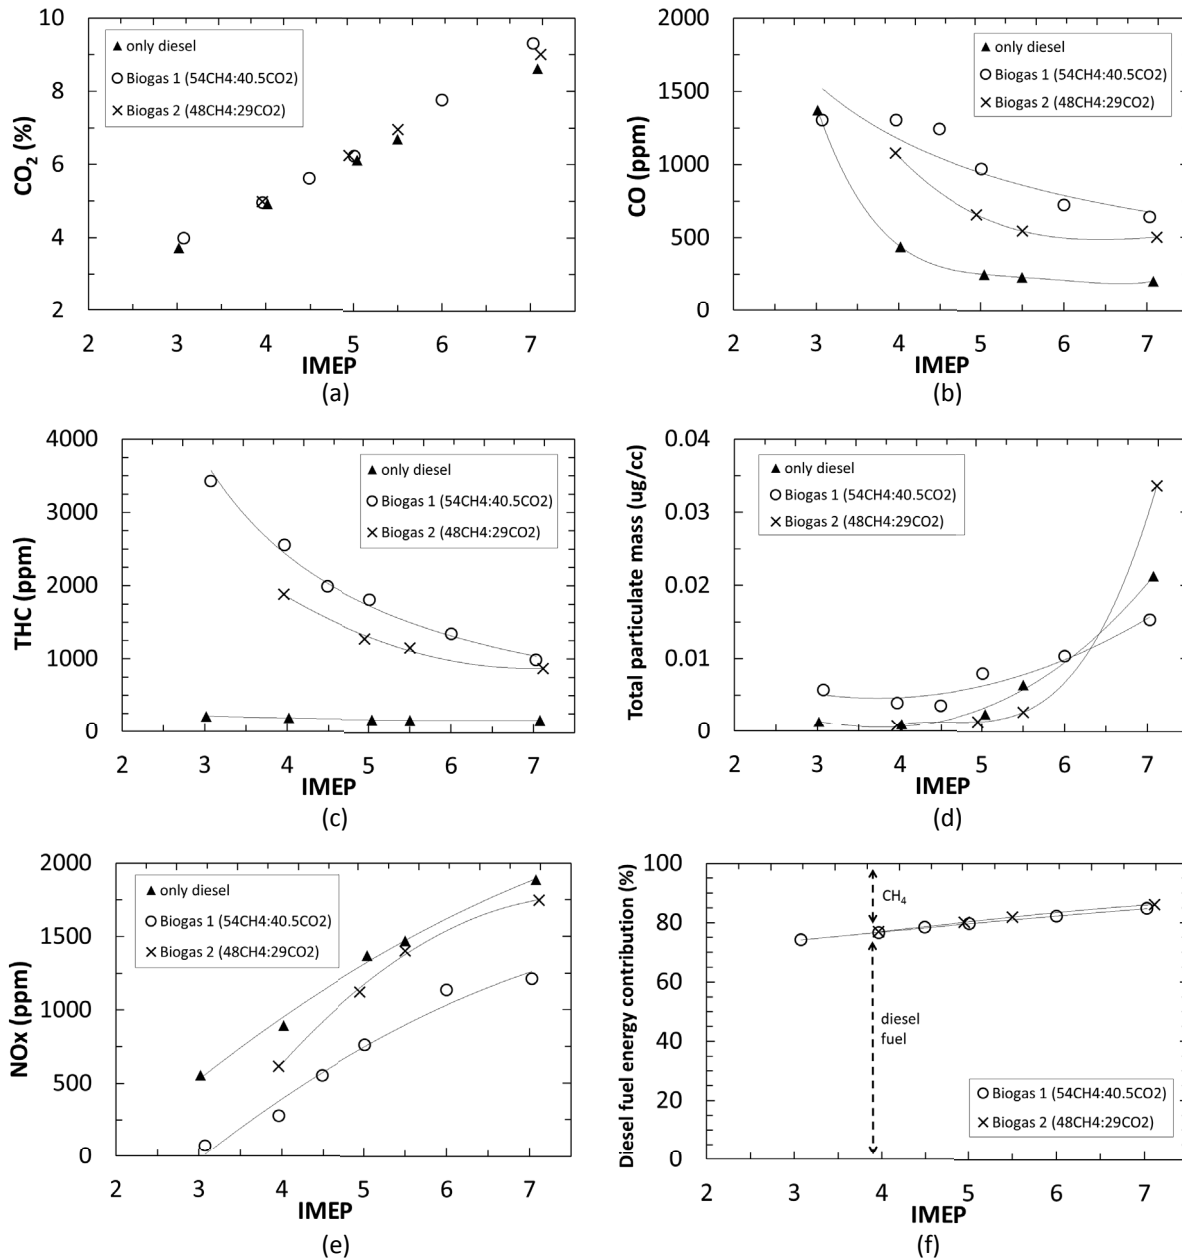 10
8
6
4
2
CO2 (%)
only diesel
Biogas 1 (54CH4:40.5CO2)
Biogas 2 (48CH4:29CO2)
2 3 4 5 6 7
IMEP
(a)
2000
1500
1000
500
0
CO (ppm)
only diesel
Biogas 1 (54CH4:40.5CO2)
Biogas 2 (48CH4:29CO2)
2 3 4 5 6 7
IMEP
(b)
4000
3000
2000
1000
0
THC (ppm)
only diesel
Biogas 1 (54CH4:40.5CO2)
Biogas 2 (48CH4:29CO2)
2 3 4 5 6 7
IMEP
(c)
0.04
0.03
0.02
0.01
0
Total particulate mass (ug/cc)
only diesel
Biogas 1 (54CH4:40.5CO2)
Biogas 2 (48CH4:29CO2)
2 3 4 5 6 7
IMEP
(d)
2000
1500
1000
500
0
NOx (ppm)
only diesel
Biogas 1 (54CH4:40.5CO2)
Biogas 2 (48CH4:29CO2)
2 3 4 5 6 7
IMEP
(e)
100
80
60
40
20
0
Diesel fuel energy contribution (%)
CH4
diesel
fuel
Biogas 1 (54CH4:40.5CO2)
Biogas 2 (48CH4:29CO2)
2 3 4 5 6 7
IMEP
(f)